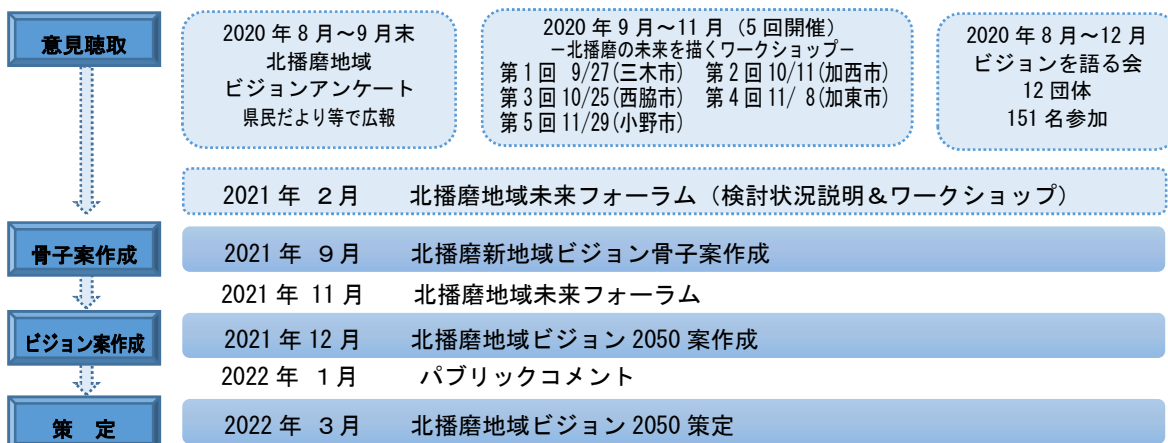 意見聴取
2020年8月～9月末
北播磨地域
ビジョンアンケート
県民だより等で広報
2020年9月～11月（5回開催）
－北播磨の未来を描くワークショップ－
第1回 9/27(三木市) 第2回 10/11(加西市)
第3回 10/25(西脇市) 第4回 11/ 8(加東市)
第5回 11/29(小野市)
2020年8月～12月
ビジョンを語る会
12団体
151名参加
2021年 2月 北播磨地域未来フォーラム（検討状況説明＆ワークショップ）
骨子案作成
2021年 9月 北播磨新地域ビジョン骨子案作成
2021年 11月 北播磨地域未来フォーラム
ビジョン案作成
2021年12月 北播磨地域ビジョン2050案作成
2022年 1月 パブリックコメント
策 定
2022年 3月 北播磨地域ビジョン2050策定